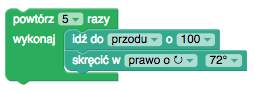 powtórz 5 razy
wykonaj idź do przodu o 100
skręcić w prawo o ↻ 72°